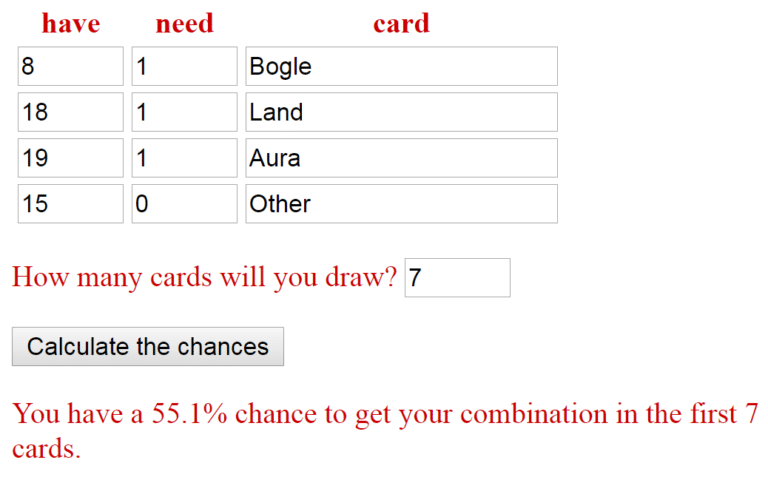 have need card
8 1 Bogle
18 1 Land
19 1 Aura
15 0 Other
How many cards will you draw? 7
Calculate the chances
You have a 55.1% chance to get your combination in the first 7
cards.